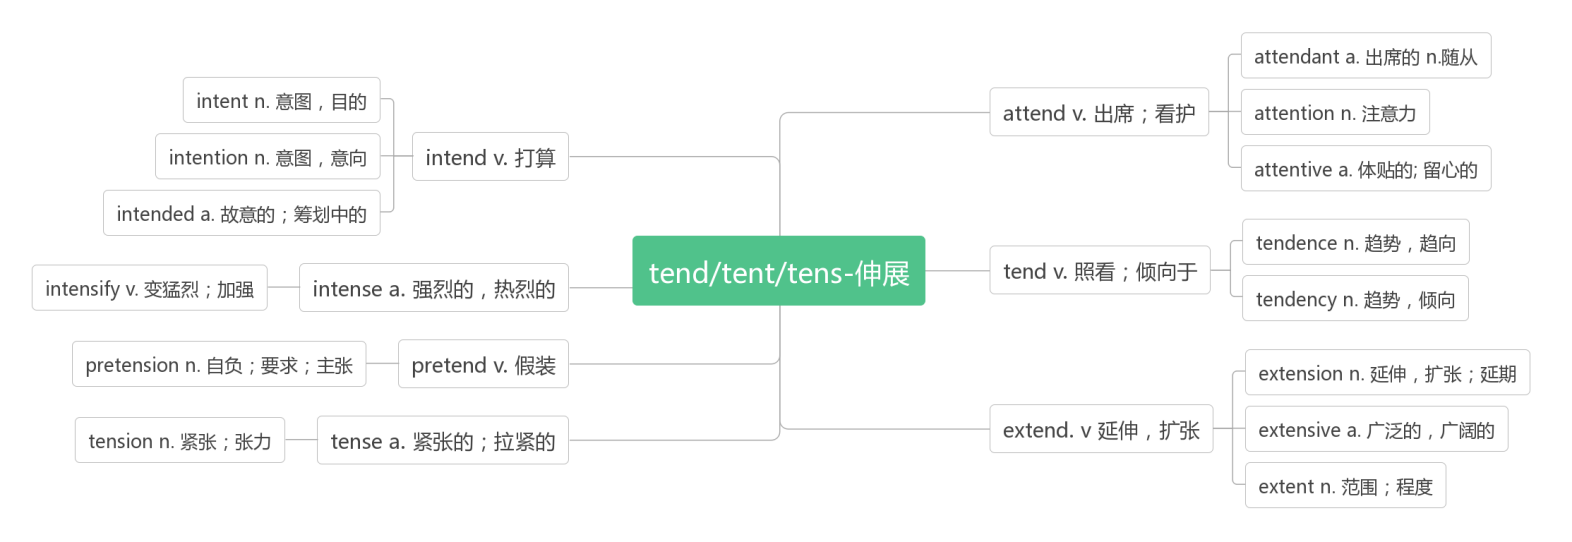 tend/tent/tens-伸展
attend v. 出席；看护
attendant a. 出席的 n.随从
attention n. 注意力
attentive a. 体贴的; 留心的
tend v. 照看；倾向于
tendence n. 趋势，趋向
tendency n. 趋势，倾向
extend. v 延伸，扩张
extension n. 延伸，扩张；延期
extensive a. 广泛的，广阔的
extent n. 范围；程度
intend v. 打算
intent n. 意图，目的
intention n. 意图，意向
intended a. 故意的；筹划中的
intense a. 强烈的，热烈的
intensify v. 变猛烈；加强
pretend v. 假装
pretension n. 自负；要求；主张
tense a. 紧张的；拉紧的
tension n. 紧张；张力